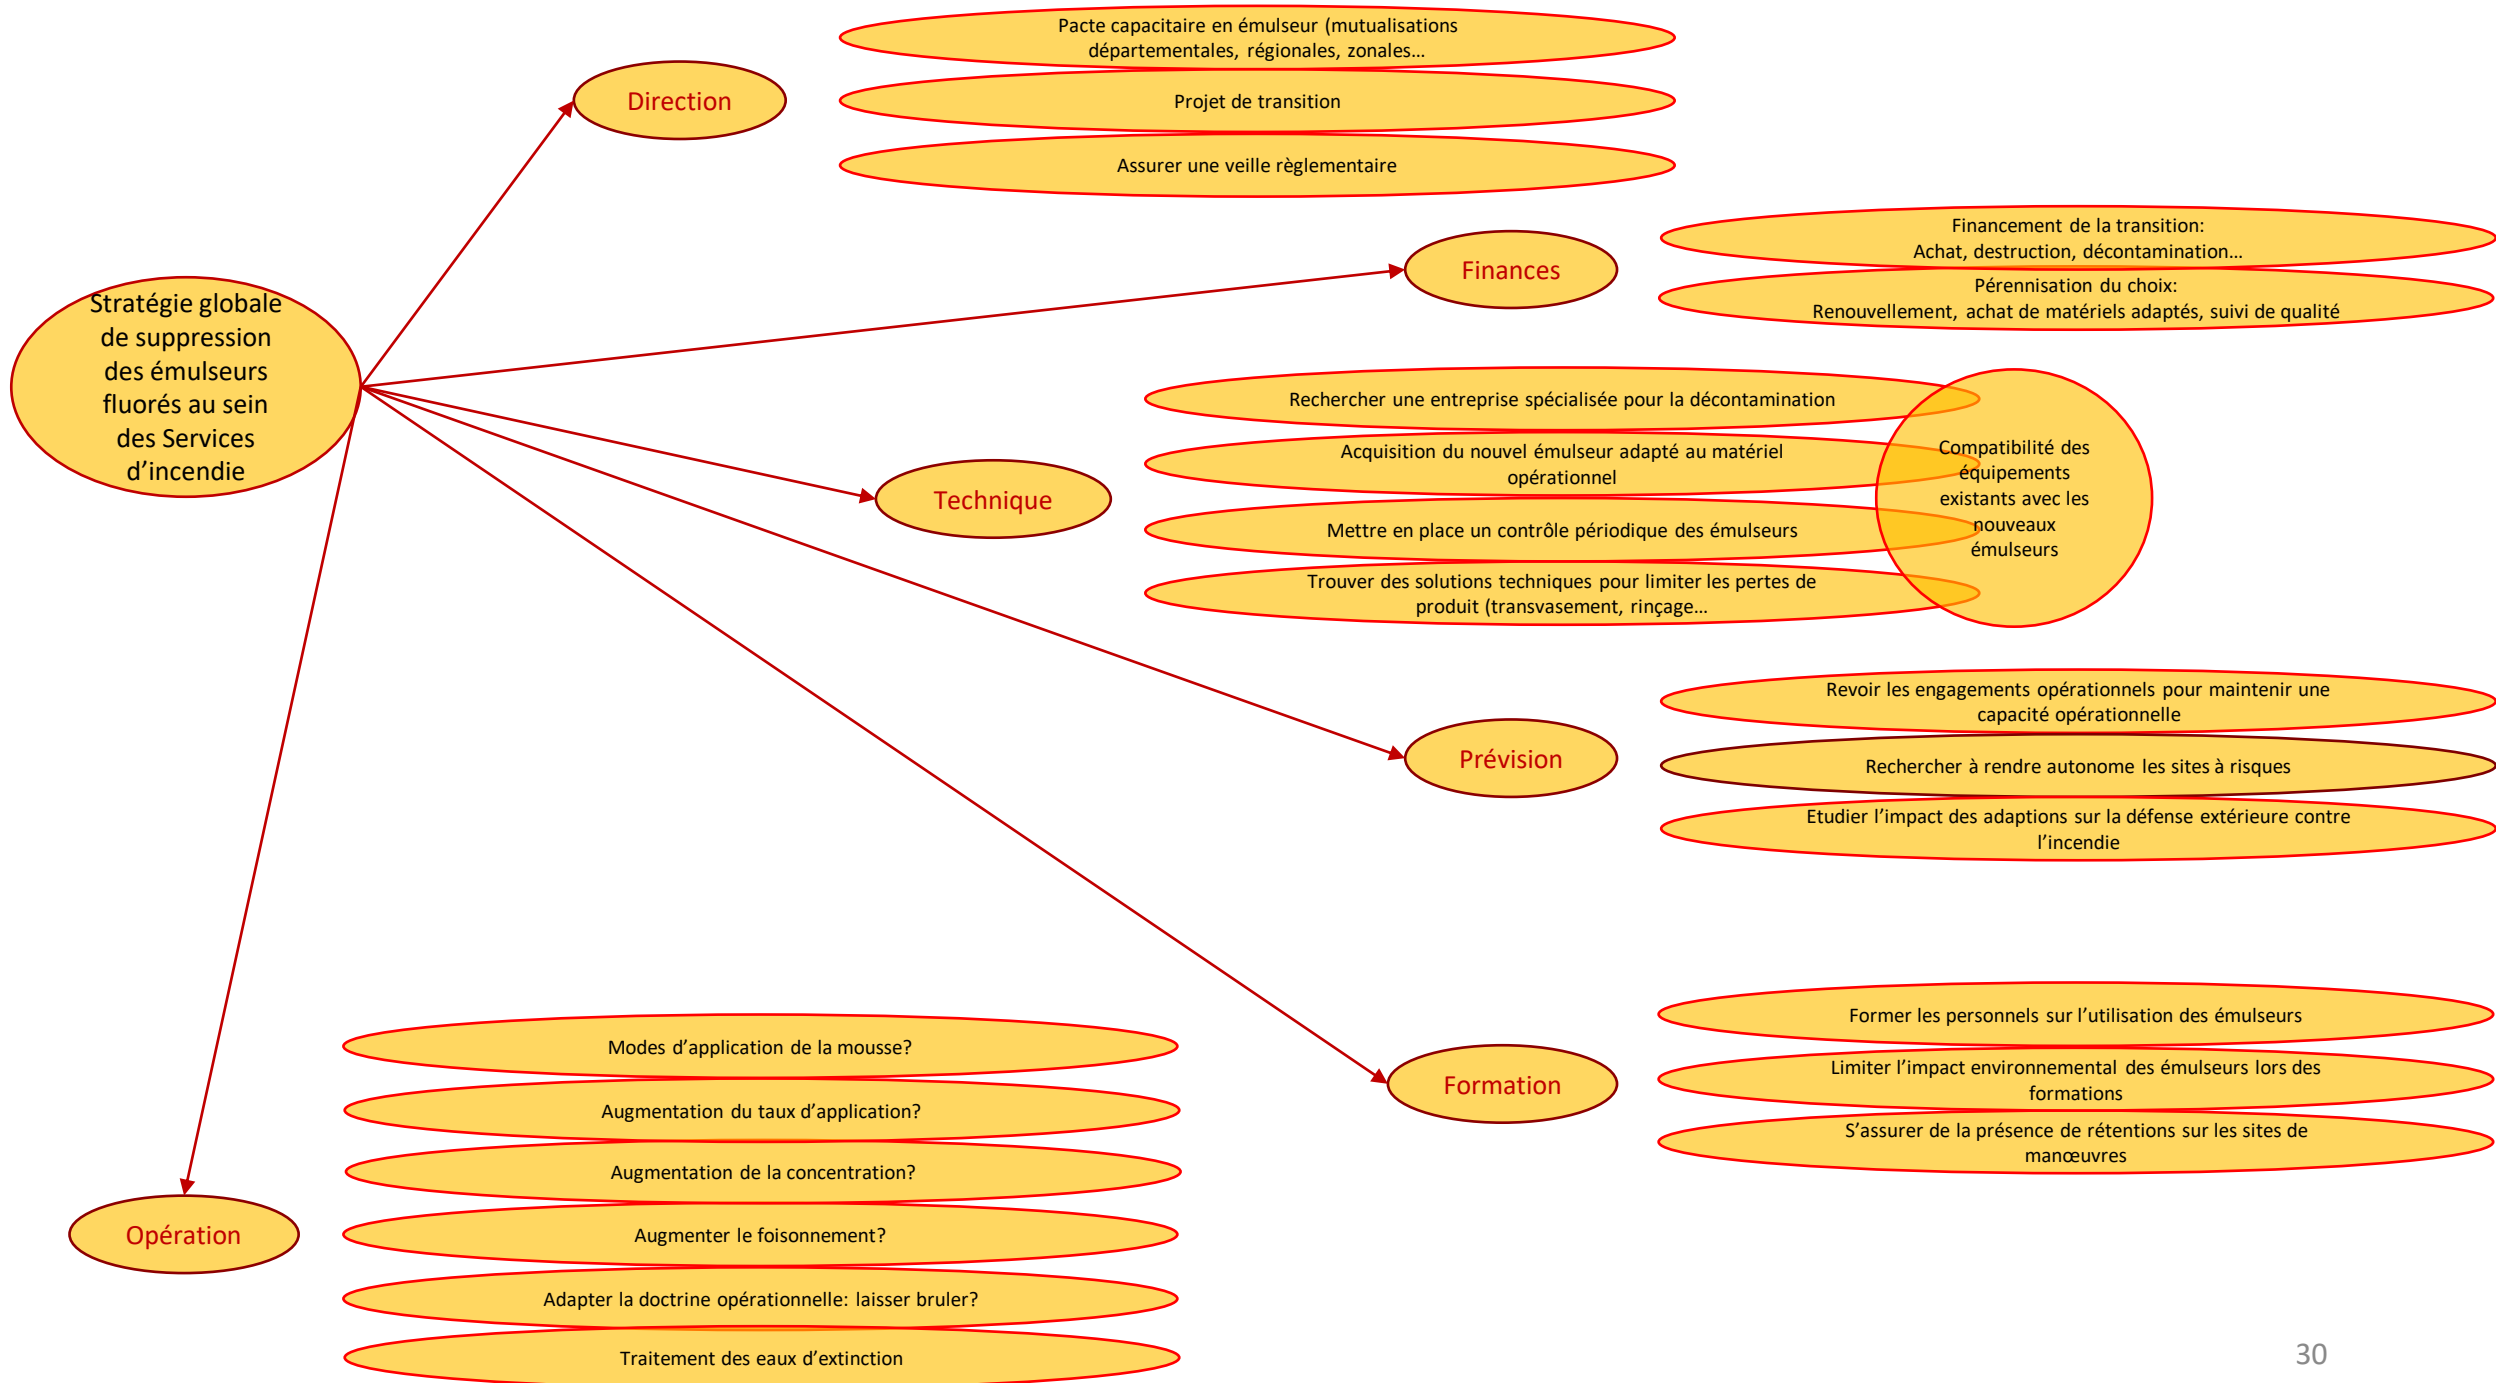 Pacte capacitaire en émulseur (mutualisations
départementales, régionales, zonales…
Direction
Projet de transition
Assurer une veille règlementaire
Financement de la transition:
Achat, destruction, décontamination…
Finances
Pérennisation du choix:
Renouvellement, achat de matériels adaptés, suivi de qualité
Stratégie globale
de suppression
des émulseurs
fluorés au sein
des Services
d’incendie
Rechercher une entreprise spécialisée pour la décontamination
Acquisition du nouvel émulseur adapté au matériel
opérationnel
Technique
Mettre en place un contrôle périodique des émulseurs
Trouver des solutions techniques pour limiter les pertes de
produit (transvasement, rinçage…
Compatibilité des
équipements
existants avec les
nouveaux
émulseurs
Revoir les engagements opérationnels pour maintenir une
capacité opérationnelle
Prévision
Rechercher à rendre autonome les sites à risques
Etudier l’impact des adaptions sur la défense extérieure contre
l’incendie
Former les personnels sur l’utilisation des émulseurs
Formation
Limiter l’impact environnemental des émulseurs lors des
formations
S’assurer de la présence de rétentions sur les sites de
manœuvres
Modes d’application de la mousse?
Augmentation du taux d’application?
Augmentation de la concentration?
Opération
Augmenter le foisonnement?
Adapter la doctrine opérationnelle: laisser bruler?
Traitement des eaux d’extinction
30